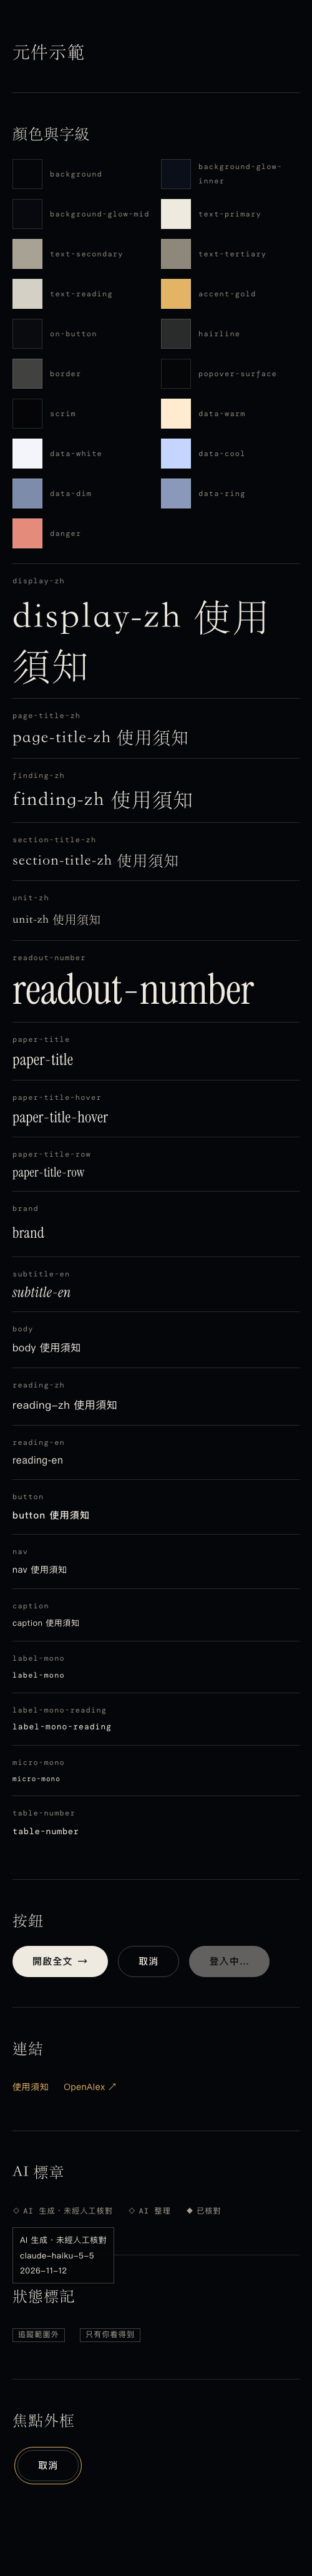 元件示範
顏色與字級
background
background-glow-
inner
background-glow-mid
text-primary
text-secondary
text-tertiary
text-reading
accent-gold
on-button
hairline
border
popover-surface
scrim
data-warm
data-white
data-cool
data-dim
data-ring
danger
display-zh
display-zh 使用
須知
page-title-zh
page-title-zh 使用須知
finding-zh
finding-zh 使用須知
section-title-zh
section-title-zh 使用須知
unit-zh
unit-zh 使用須知
readout-number
readout-number
paper-title
paper-title
paper-title-hover
paper-title-hover
paper-title-row
paper-title-row
brand
brand
subtitle-en
subtitle-en
body
body 使用須知
reading-zh
reading-zh 使用須知
reading-en
reading-en
button
button 使用須知
nav
nav 使用須知
caption
caption 使用須知
label-mono
label-mono
label-mono-reading
label-mono-reading
micro-mono
micro-mono
table-number
table-number
按鈕
開啟全文 →
取消
登入中…
連結
使用須知
OpenAlex ↗
AI 標章
◇ AI 生成・未經人工核對
◇ AI 整理
◆ 已核對
AI 生成・未經人工核對
claude-haiku-5-5
2026-11-12
狀態標記
追蹤範圍外
只有你看得到
焦點外框
取消